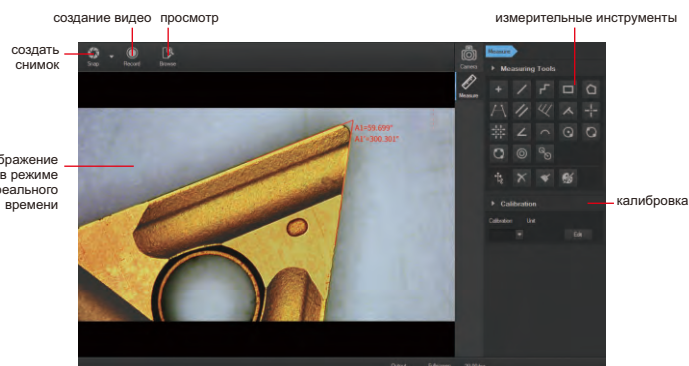 создание видео
просмотр
измерительные инструменты
создать
снимок
Snap
Record
Browse
Camera
Measure
Measure
Measuring Tools
A1=59.699°
A1'=300.301°
бражение
в режиме
реального
времени
Calibration
калибровка
Calibration
Unit
Edit